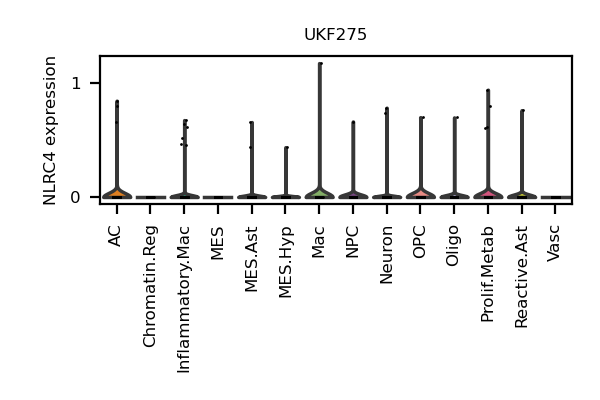 UKF275
NLRC4 expression
1
0
AC
Chromatin.Reg
Inflammatory.Mac
MES
MES.Ast
MES.Hyp
Mac
NPC
Neuron
OPC
Oligo
Prolif.Metab
Reactive.Ast
Vasc